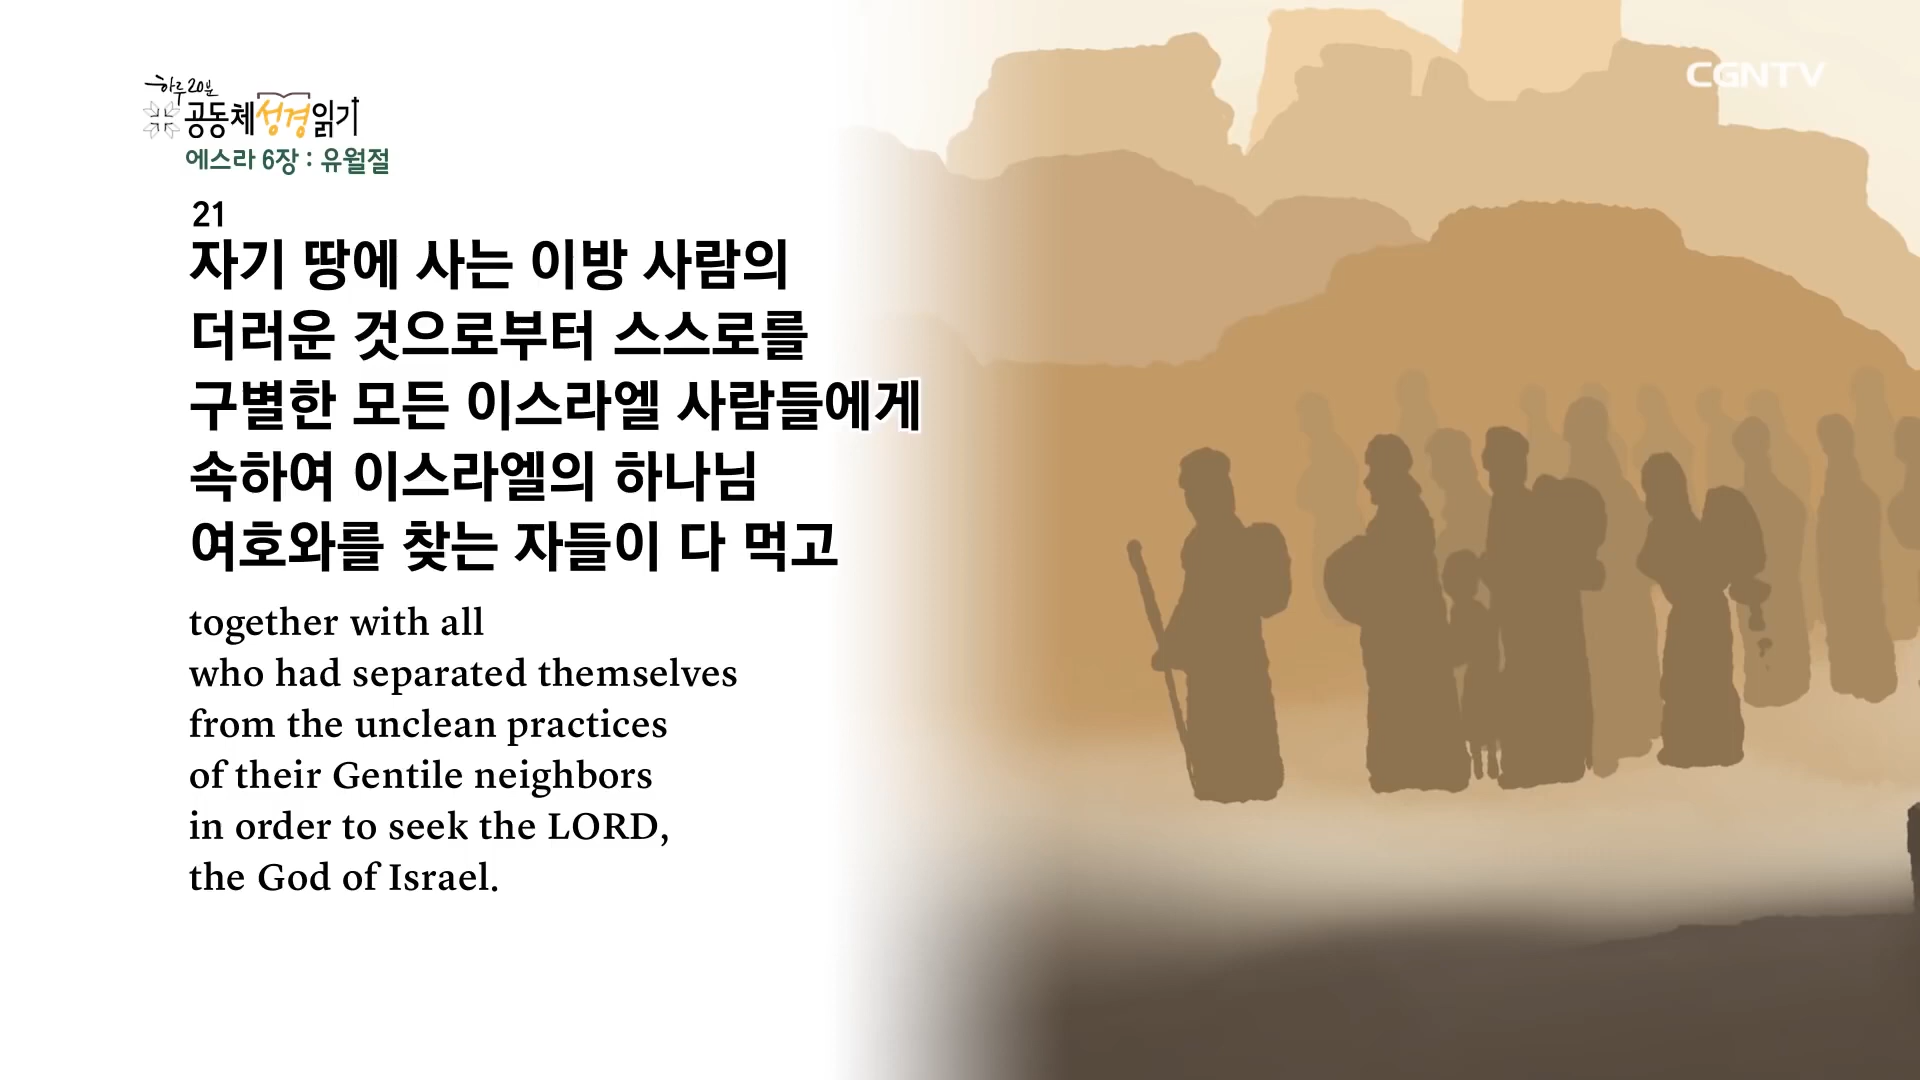 하루 20분
공동체성경읽기
에스라 6장 : 유월절
CGNTV
21
자기 땅에 사는 이방 사람의
더러운 것으로부터 스스로를
구별한 모든 이스라엘 사람들에게
속하여 이스라엘의 하나님
여호와를 찾는 자들이 다 먹고
together with all
who had separated themselves
from the unclean practices
of their Gentile neighbors
in order to seek the LORD,
the God of Israel.